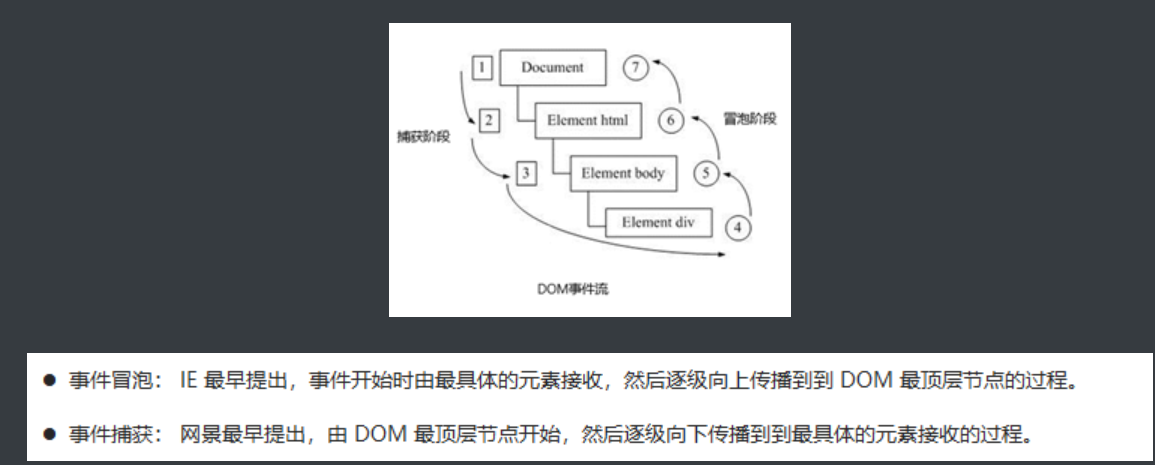 1 Document 7
2 Element html 6 冒泡阶段
捕获阶段
3 Element body 5
Element div 4
DOM事件流
● 事件冒泡： IE 最早提出，事件开始时由最具体的元素接收，然后逐级向上传播到到 DOM 最顶层节点的过程。
● 事件捕获： 网景最早提出，由 DOM 最顶层节点开始，然后逐级向下传播到到最具体的元素接收的过程。